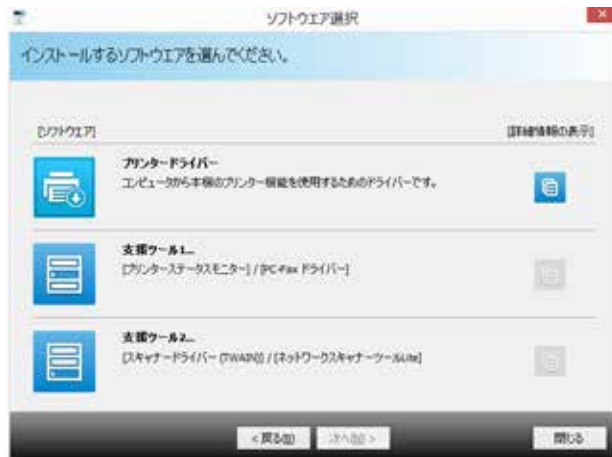 ソフトウエア選択
インストールするソフトウエアを選んでください。
[ソフトウエア]
[詳細情報の表示]
プリンタードライバー
コンピュータから本機のプリンター機能を使用するためのドライバーです。
支援ツール1...
[プリンターステータスモニター] / [PC-Fax ドライバー]
支援ツール2...
[スキャナードライバー (TWAIN)] / [ネットワークスキャナーツールLite]
< 戻る(B)
次へ(N) >
閉じる